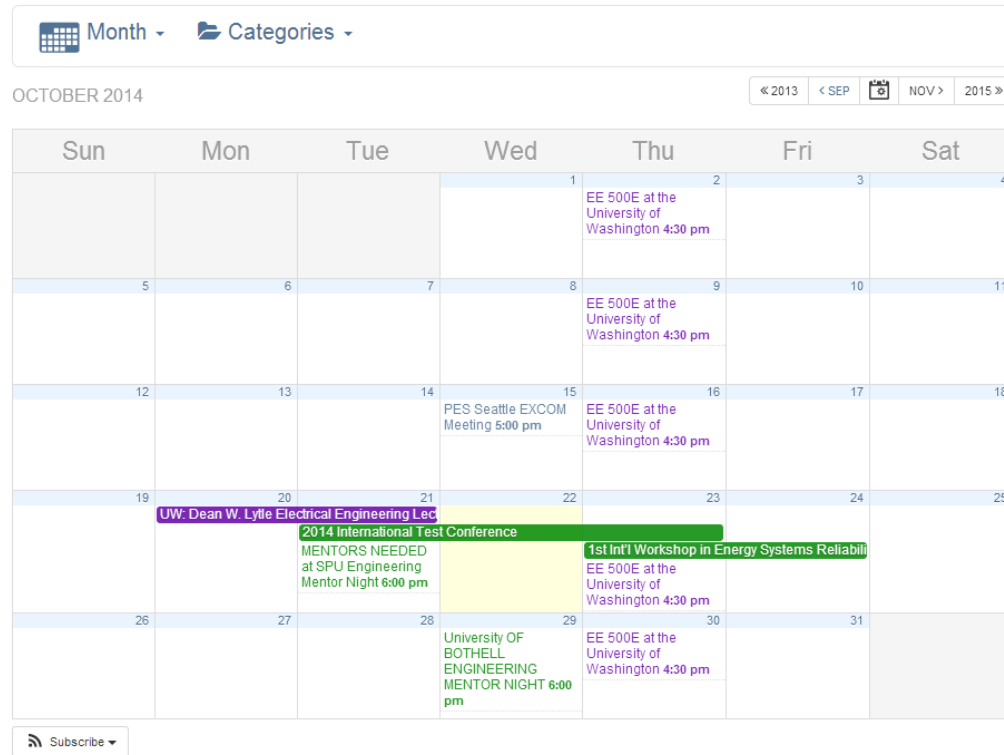 Month Categories
OCTOBER 2014
« 2013 < SEP NOV > 2015 »
Sun Mon Tue Wed Thu Fri Sat
1 2 3 4
EE 500E at the
University of
Washington 4:30 pm
5 6 7 8 9 10 11
EE 500E at the
University of
Washington 4:30 pm
12 13 14 15 16 17 18
PES Seattle EXCOM
Meeting 5:00 pm
EE 500E at the
University of
Washington 4:30 pm
19 20 21 22 23 24 25
UW: Dean W. Lytle Electrical Engineering Lect
2014 International Test Conference
MENTORS NEEDED
at SPU Engineering
Mentor Night 6:00 pm
1st Int'l Workshop in Energy Systems Reliabili
EE 500E at the
University of
Washington 4:30 pm
26 27 28 29 30 31
University OF
BOTHELL
ENGINEERING
MENTOR NIGHT 6:00
pm
EE 500E at the
University of
Washington 4:30 pm
Subscribe